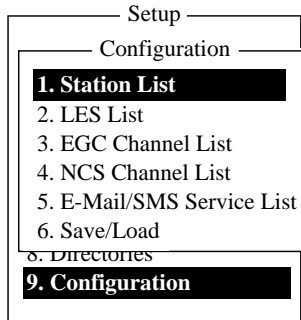 Setup
Configuration
1. Station List
2. LES List
3. EGC Channel List
4. NCS Channel List
5. E-Mail/SMS Service List
6. Save/Load
8. Directories
9. Configuration